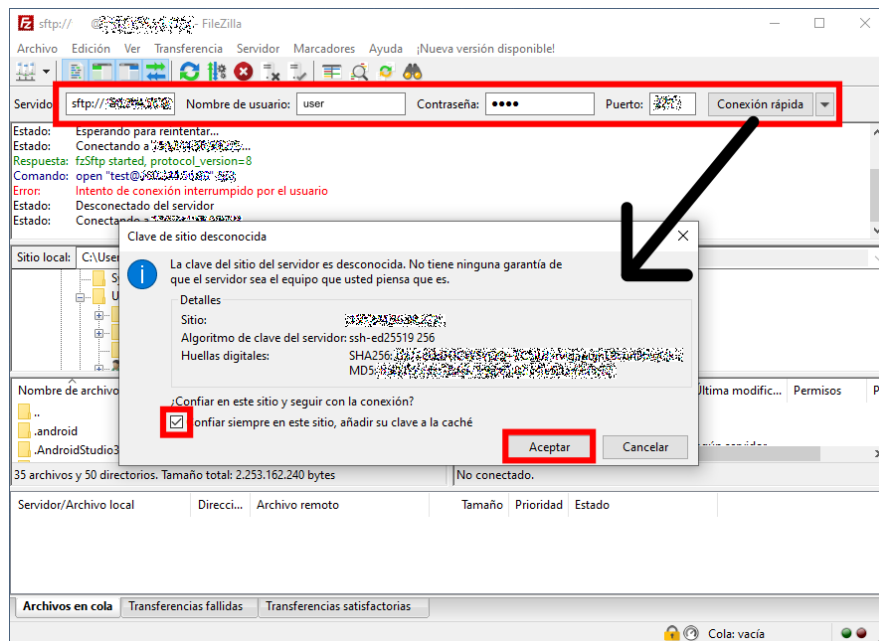 sftp:// @ - FileZilla
Archivo Edición Ver Transferencia Servidor Marcadores Ayuda ¡Nueva versión disponible!
Servido sftp:// Nombre de usuario: user Contraseña: ●●●● Puerto: Conexión rápida
Estado: Esperando para reintentar...
Estado: Conectando a ...
Respuesta: fzSftp started, protocol_version=8
Comando: open "test@
Error: Intento de conexión interrumpido por el usuario
Estado: Desconectado del servidor
Estado: Conectando a
Clave de sitio desconocida
Sitio local: C:\User
La clave del sitio del servidor es desconocida. No tiene ninguna garantía de
que el servidor sea el equipo que usted piensa que es.
Detalles
Sitio:
Algoritmo de clave del servidor: ssh-ed25519 256
Huellas digitales: SHA256:
MD5:
Nombre de archivo Última modific... Permisos P
..
¿Confiar en este sitio y seguir con la conexión?
.android
onfiar siempre en este sitio, añadir su clave a la caché
.AndroidStudio3
Aceptar Cancelar
35 archivos y 50 directorios. Tamaño total: 2.253.162.240 bytes No conectado.
Servidor/Archivo local Direcci... Archivo remoto Tamaño Prioridad Estado
Archivos en cola Transferencias fallidas Transferencias satisfactorias
Cola: vacía